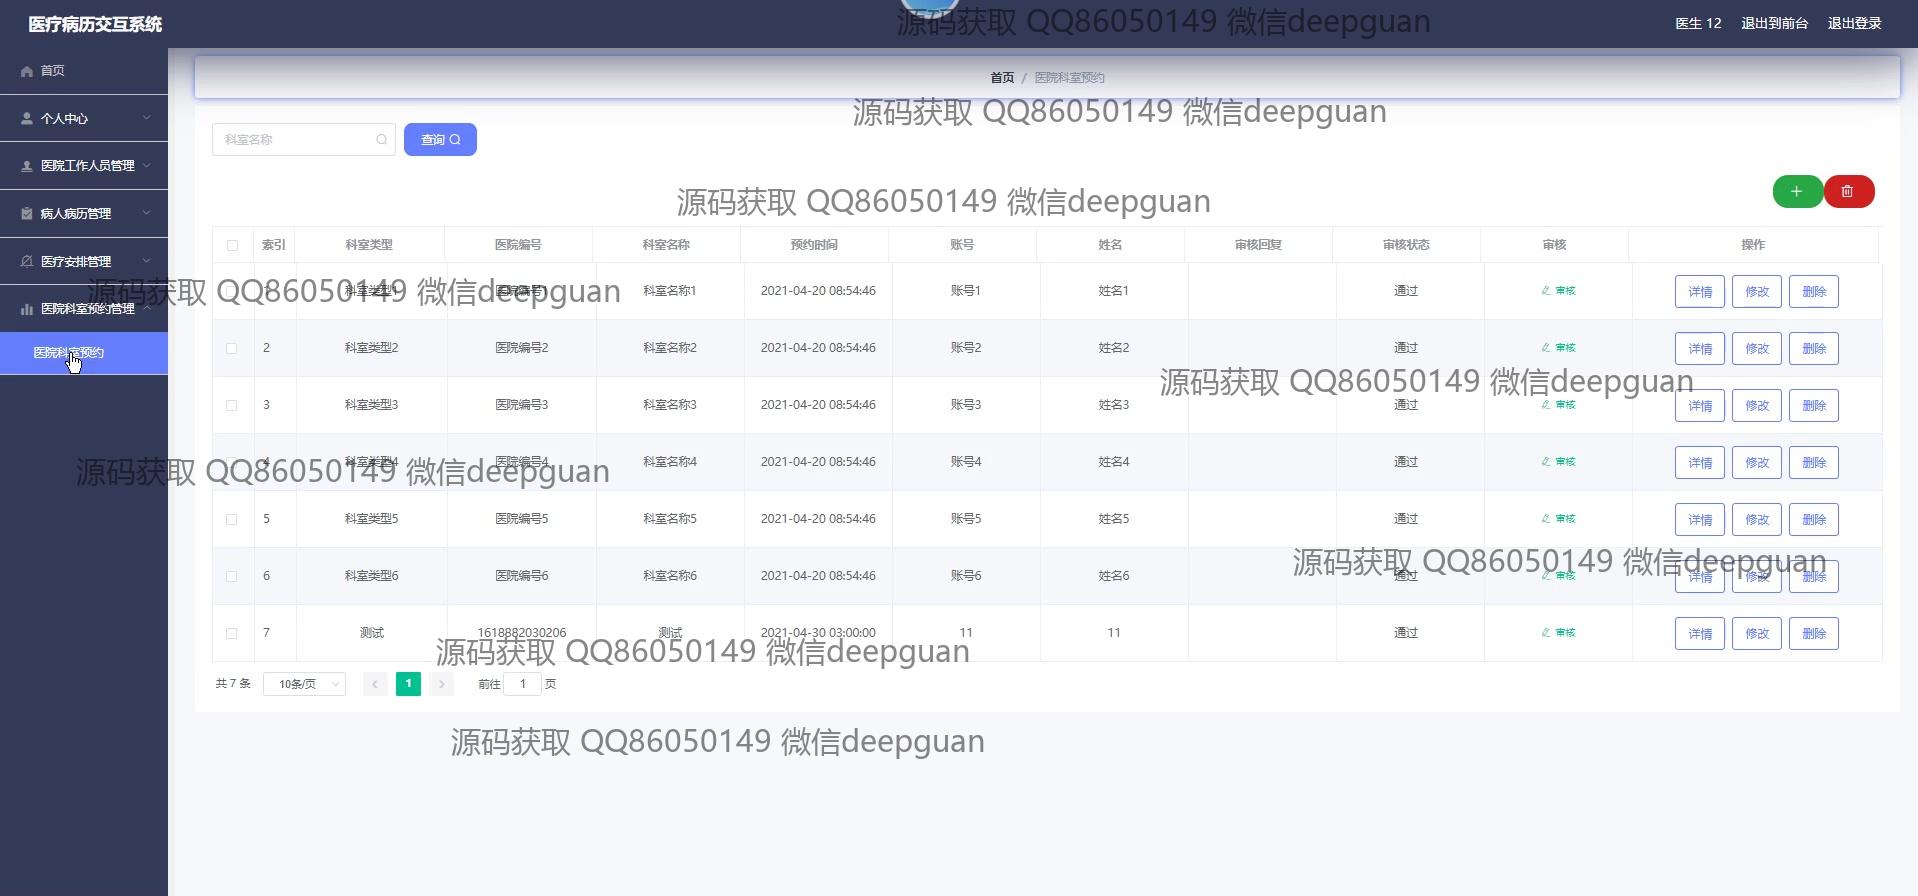 医疗病历交互系统
源码获取 QQ86050149 微信deepguan
医生 12 退出到前台 退出登录
首页
首页 / 医院科室预约
个人中心
源码获取 QQ86050149 微信deepguan
科室名称 查询
医院工作人员管理
源码获取 QQ86050149 微信deepguan
病人病历管理
索引 科室类型 医院编号 科室名称 预约时间 账号 姓名 审核回复 审核状态 审核 操作
医疗安排管理
源码获取 QQ86050149 微信deepguan
1 科室类型1 医院编号1 科室名称1 2021-04-20 08:54:46 账号1 姓名1 通过 审核 详情 修改 删除
医院科室预约管理
2 科室类型2 医院编号2 科室名称2 2021-04-20 08:54:46 账号2 姓名2 通过 审核 详情 修改 删除
医院科室预约
源码获取 QQ86050149 微信deepguan
3 科室类型3 医院编号3 科室名称3 2021-04-20 08:54:46 账号3 姓名3 通过 审核 详情 修改 删除
4 科室类型4 医院编号4 科室名称4 2021-04-20 08:54:46 账号4 姓名4 通过 审核 详情 修改 删除
源码获取 QQ86050149 微信deepguan
5 科室类型5 医院编号5 科室名称5 2021-04-20 08:54:46 账号5 姓名5 通过 审核 详情 修改 删除
源码获取 QQ86050149 微信deepguan
6 科室类型6 医院编号6 科室名称6 2021-04-20 08:54:46 账号6 姓名6 通过 审核 详情 修改 删除
7 测试 1618882030206 测试 2021-04-30 03:00:00 11 11 通过 审核 详情 修改 删除
源码获取 QQ86050149 微信deepguan
共 7 条 10条/页 1 前往 1 页
源码获取 QQ86050149 微信deepguan